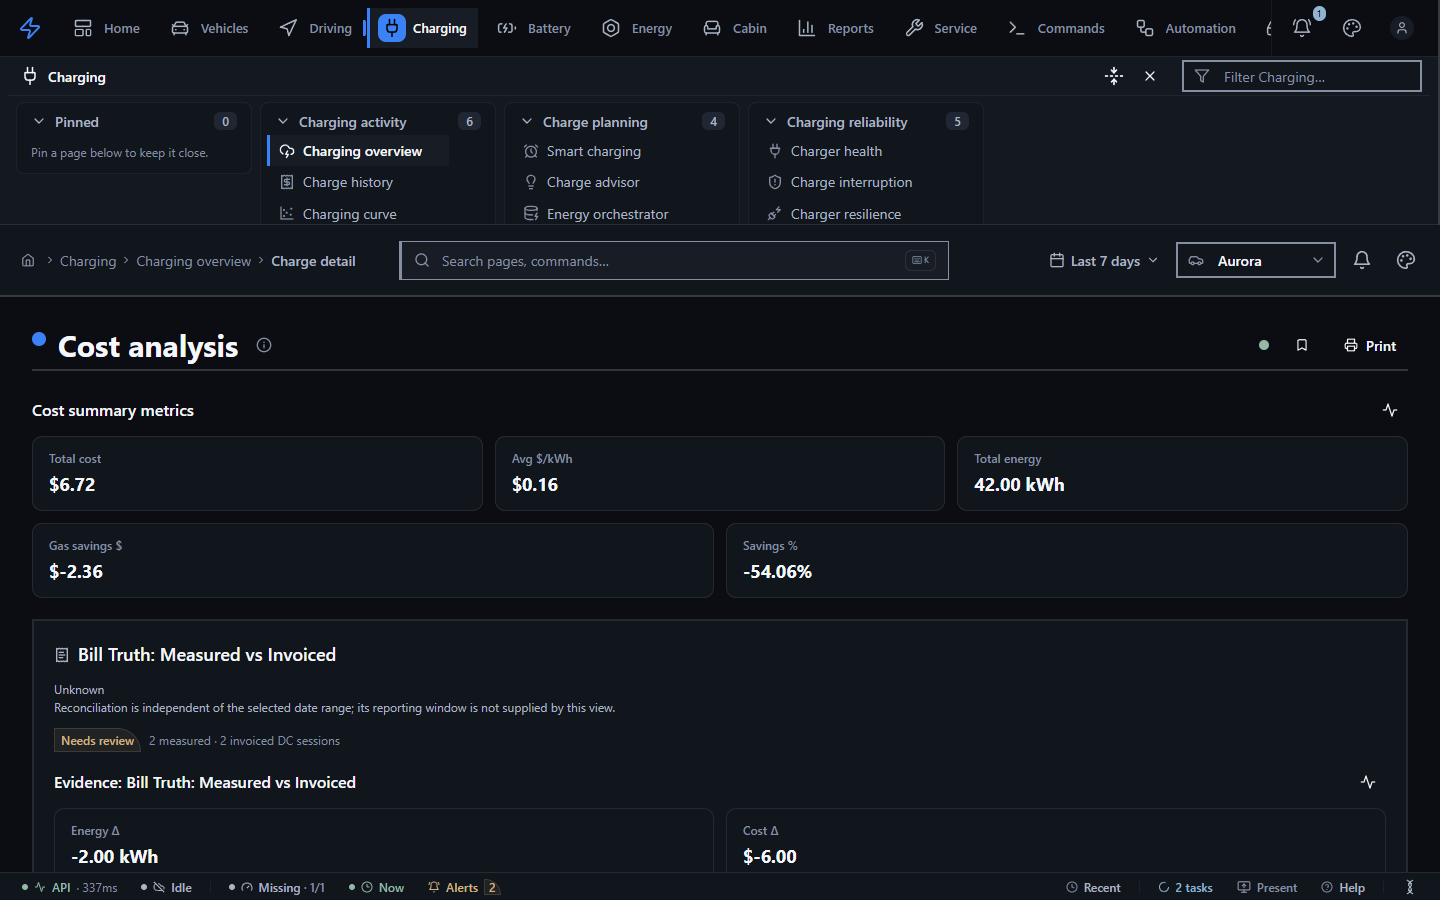 Home
Vehicles
Driving
Charging
Battery
Energy
Cabin
Reports
Service
Commands
Automation
1
Charging
Filter Charging...
Pinned
0
Pin a page below to keep it close.
Charging activity
6
Charging overview
Charge history
Charging curve
Charge planning
4
Smart charging
Charge advisor
Energy orchestrator
Charging reliability
5
Charger health
Charge interruption
Charger resilience
Charging
Charging overview
Charge detail
Search pages, commands...
K
Last 7 days
Aurora
Cost analysis
Print
Cost summary metrics
Total cost
$6.72
Avg $/kWh
$0.16
Total energy
42.00 kWh
Gas savings $
$-2.36
Savings %
-54.06%
Bill Truth: Measured vs Invoiced
Unknown
Reconciliation is independent of the selected date range; its reporting window is not supplied by this view.
Needs review
2 measured · 2 invoiced DC sessions
Evidence: Bill Truth: Measured vs Invoiced
Energy Δ
-2.00 kWh
Cost Δ
$-6.00
API · 337ms
Idle
Missing · 1/1
Now
Alerts 2
Recent
2 tasks
Present
Help